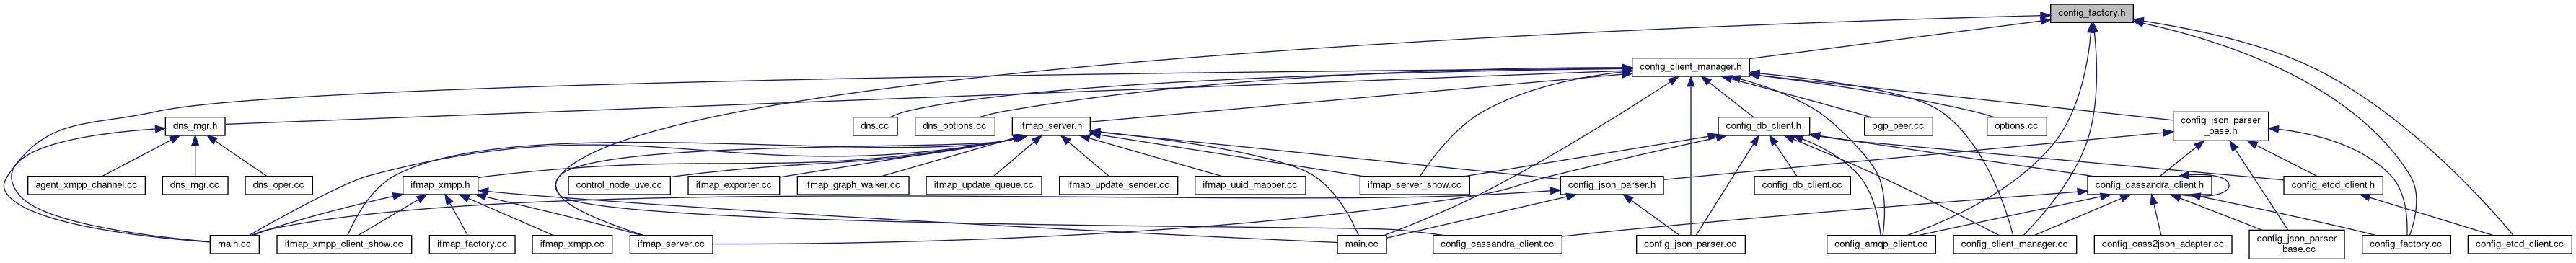 config_factory.h
config_client_manager.h
dns_mgr.h
dns.cc
dns_options.cc
ifmap_server.h
config_db_client.h
bgp_peer.cc
options.cc
config_json_parser
_base.h
agent_xmpp_channel.cc
dns_mgr.cc
dns_oper.cc
ifmap_xmpp.h
control_node_uve.cc
ifmap_exporter.cc
ifmap_graph_walker.cc
ifmap_update_queue.cc
ifmap_update_sender.cc
ifmap_uuid_mapper.cc
ifmap_server_show.cc
config_json_parser.h
config_db_client.cc
config_cassandra_client.h
config_etcd_client.h
main.cc
ifmap_xmpp_client_show.cc
ifmap_factory.cc
ifmap_xmpp.cc
ifmap_server.cc
main.cc
config_cassandra_client.cc
config_json_parser.cc
config_amqp_client.cc
config_client_manager.cc
config_cass2json_adapter.cc
config_json_parser
_base.cc
config_factory.cc
config_etcd_client.cc